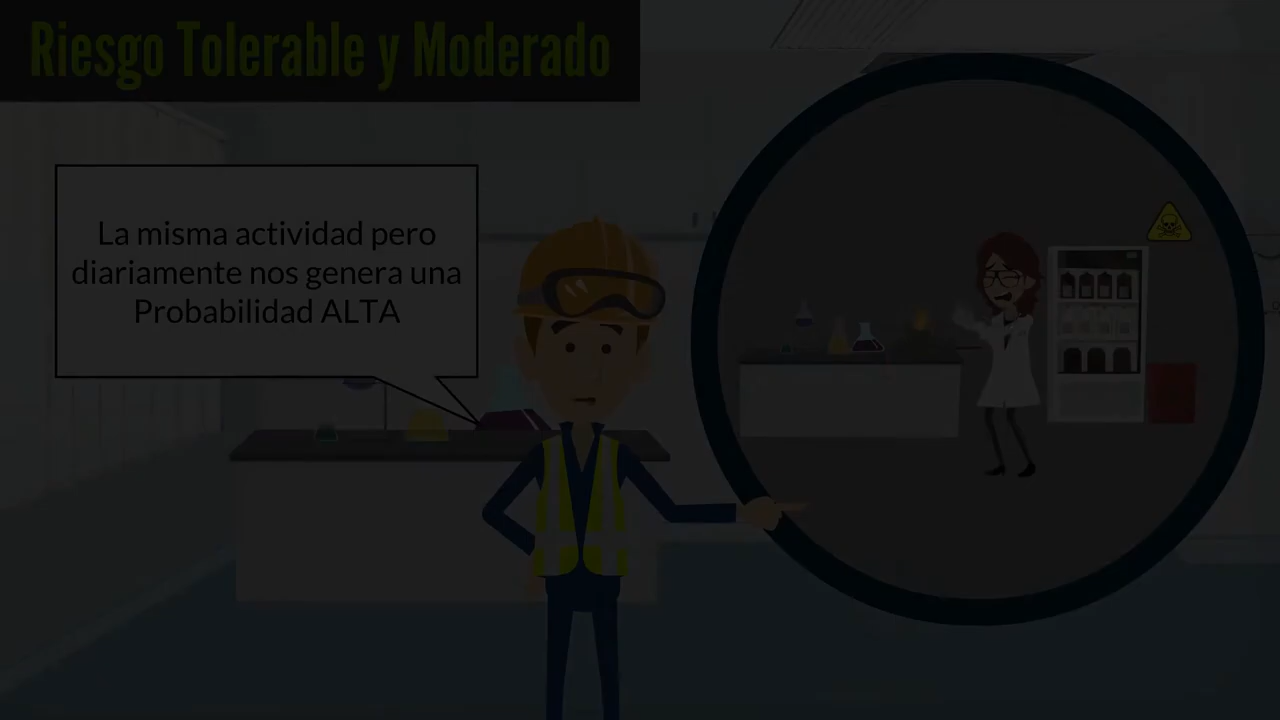 Riesgo Tolerable y Moderado
La misma actividad pero
diariamente nos genera una
Probabilidad ALTA